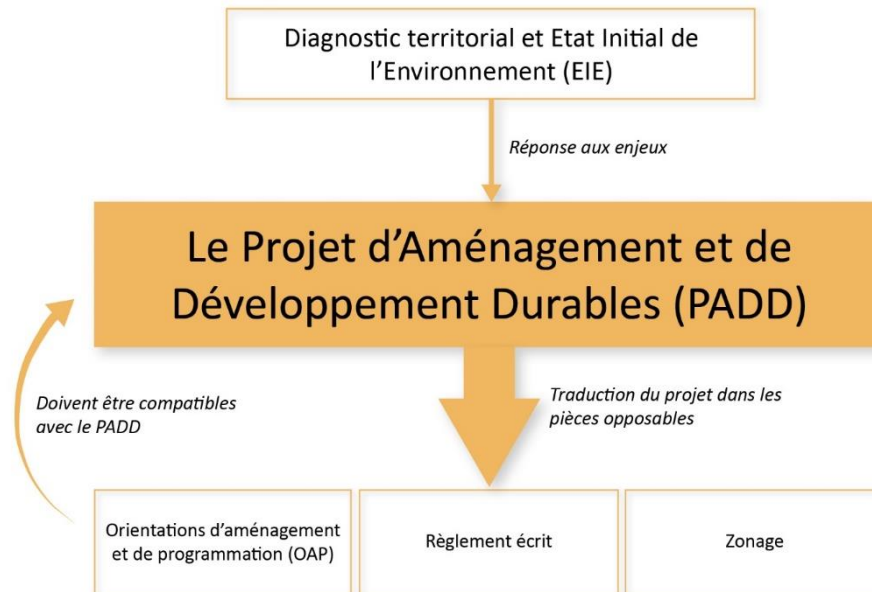 Diagnostic territorial et Etat Initial de
l’Environnement (EIE)
Réponse aux enjeux
Le Projet d’Aménagement et de
Développement Durables (PADD)
Doivent être compatibles
avec le PADD
Traduction du projet dans les
pièces opposables
Orientations d’aménagement
et de programmation (OAP)
Règlement écrit
Zonage